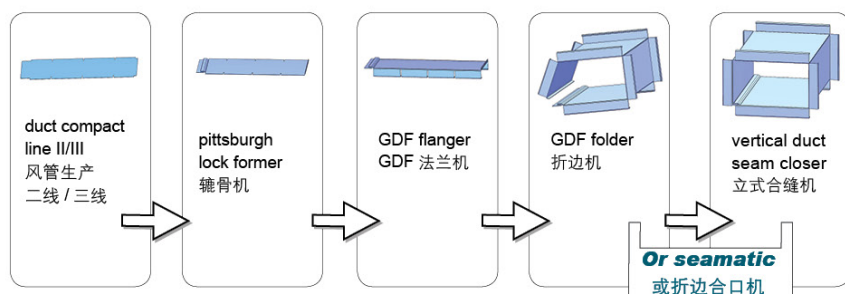 duct compact
line II/III
风管生产
二线 / 三线
pittsburgh
lock former
辘骨机
GDF flanger
GDF 法兰机
GDF folder
折边机
vertical duct
seam closer
立式合缝机
Or seamatic
或折边合口机